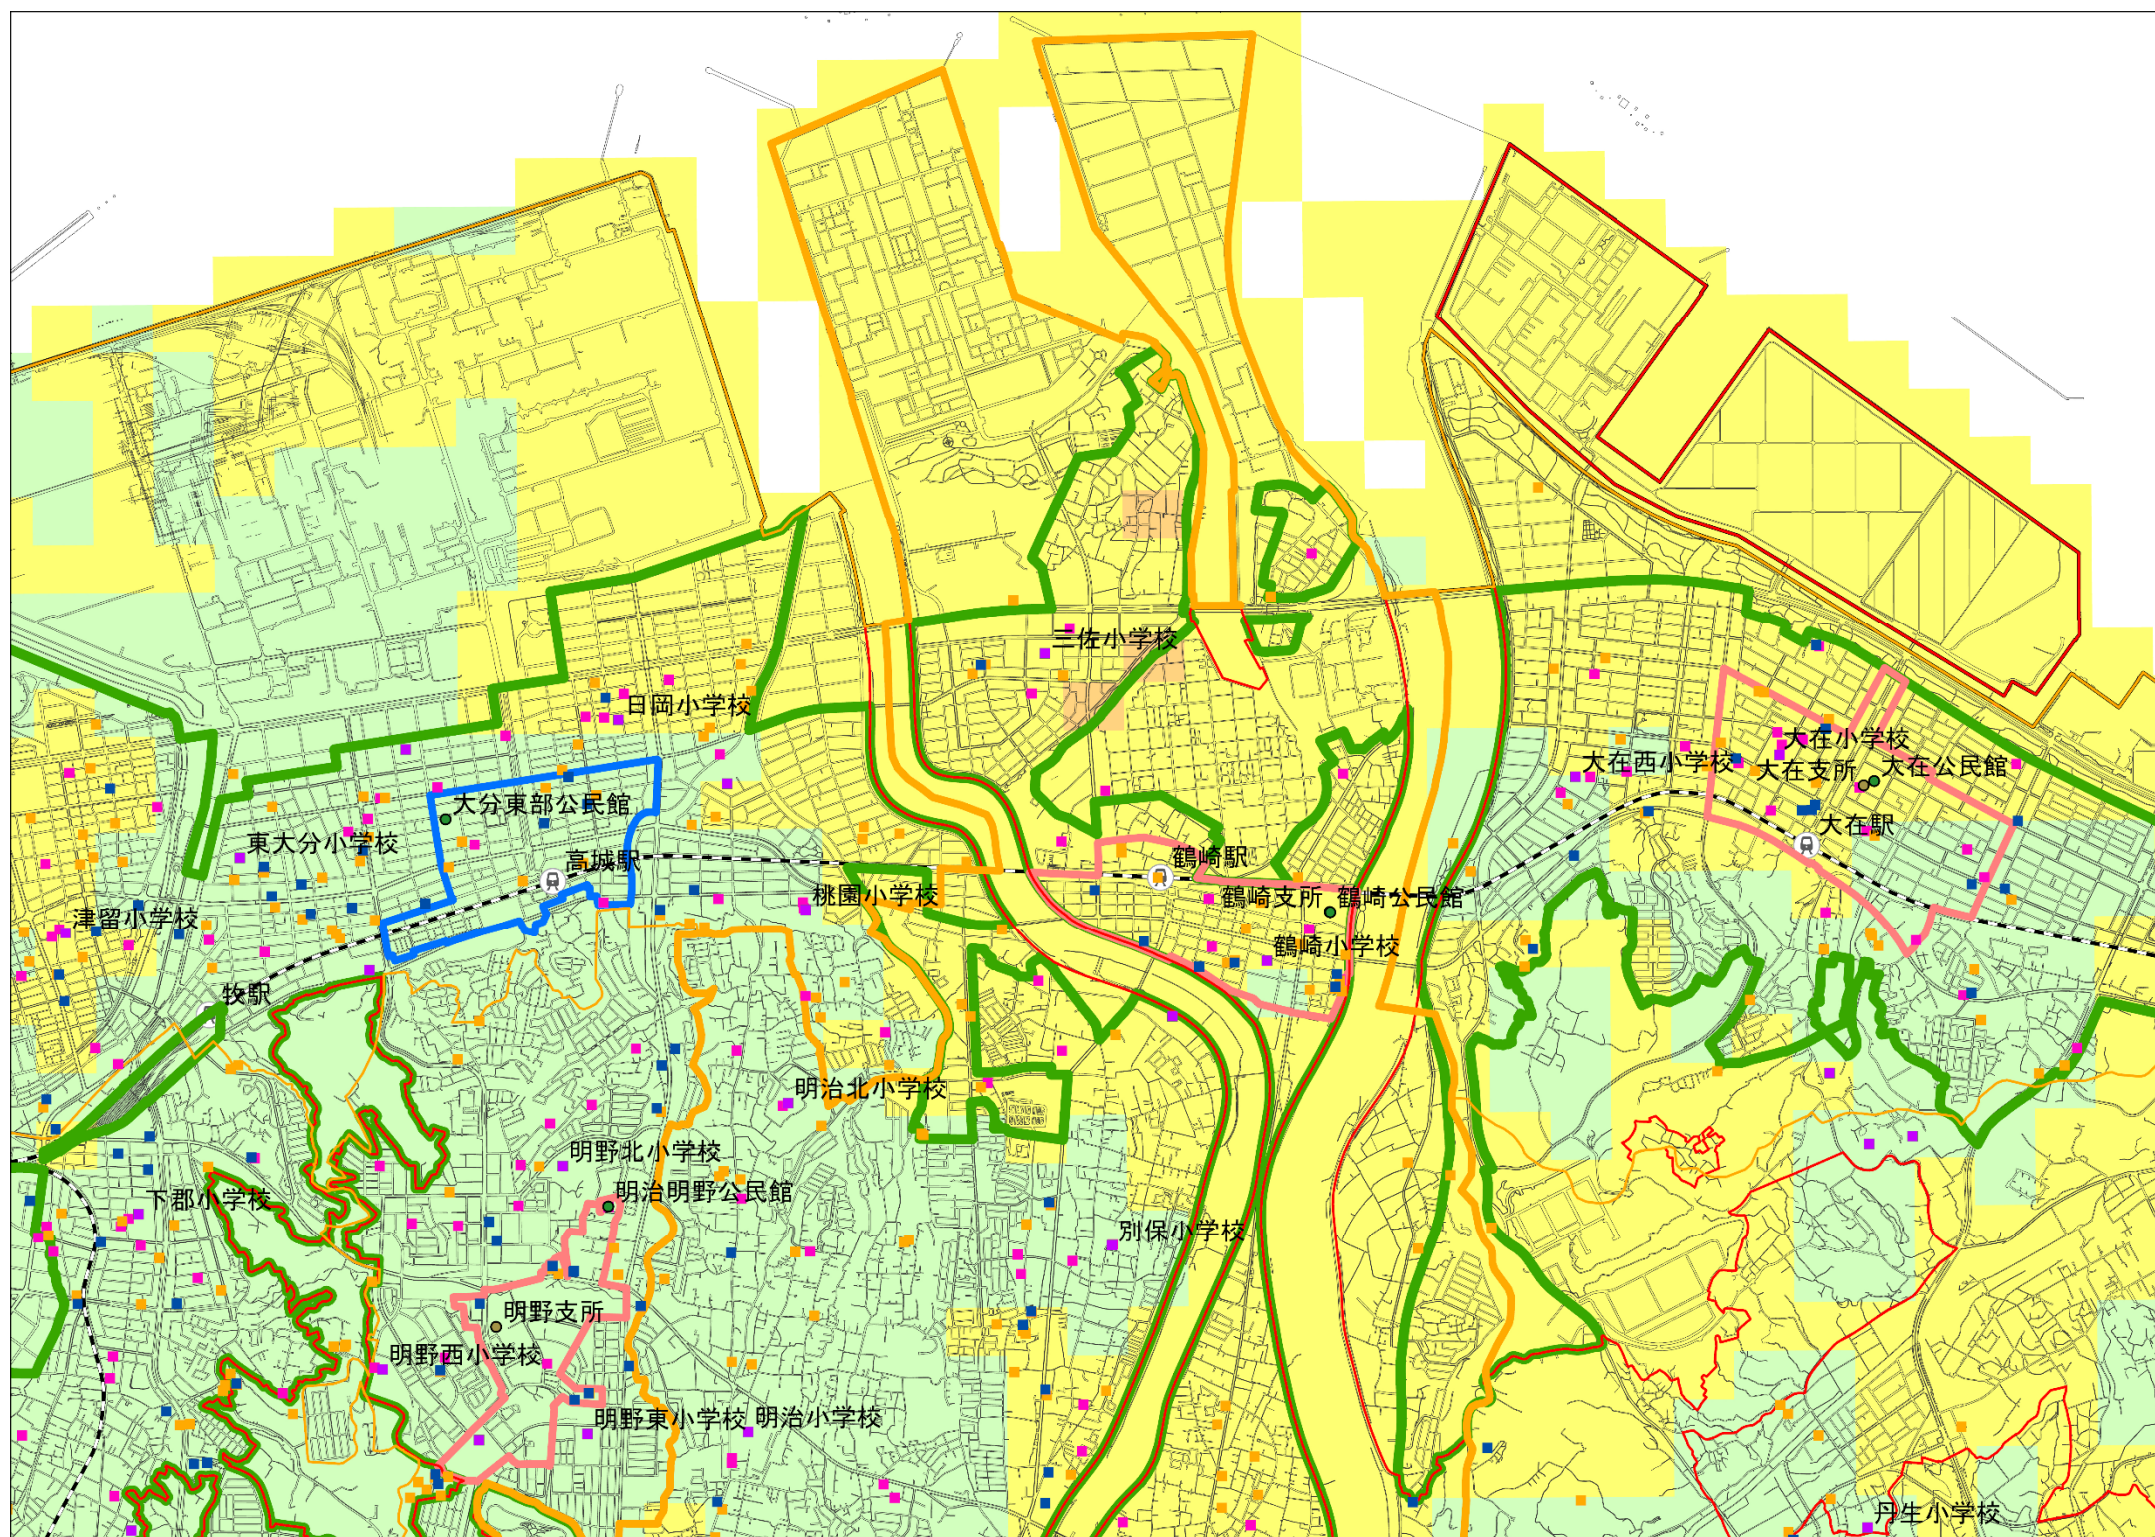 三佐小学校
日岡小学校
大在小学校
大在西小学校
大在支所
大在公民館
大分東部公民館
大在駅
東大分小学校
高城駅
鶴崎駅
桃園小学校
鶴崎支所
鶴崎公民館
津留小学校
鶴崎小学校
牧駅
明治北小学校
明野北小学校
下郡小学校
明治明野公民館
別保小学校
明野支所
明野西小学校
明野東小学校
明治小学校
丹生小学校